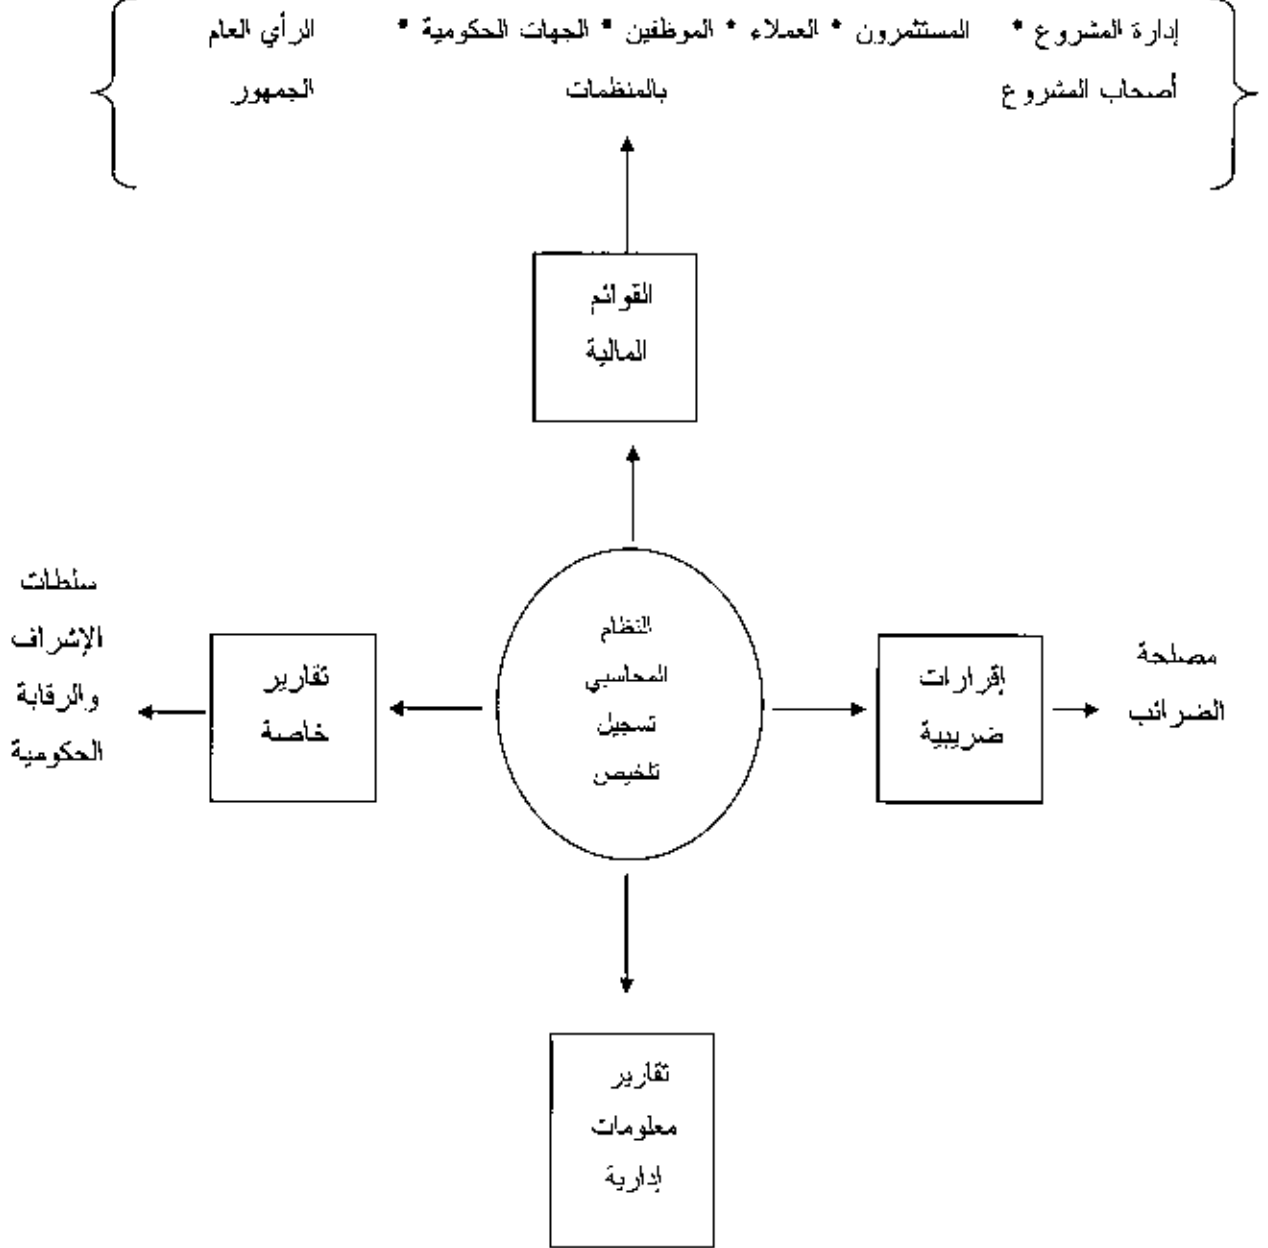 إدارة المشروع * المستثمرون * العملاء * الموظفين * الجهات الحكومية * الرأي العام
أصحاب المشروع بالمنظمات الجمهور
القوائم
المالية
النظام
المحاسبي
تسجيل
تلخيص
إقرارات
ضريبية
مصلحة
الضرائب
تقارير
خاصة
سلطات
الإشراف
والرقابة
الحكومية
تقارير
معلومات
إدارية